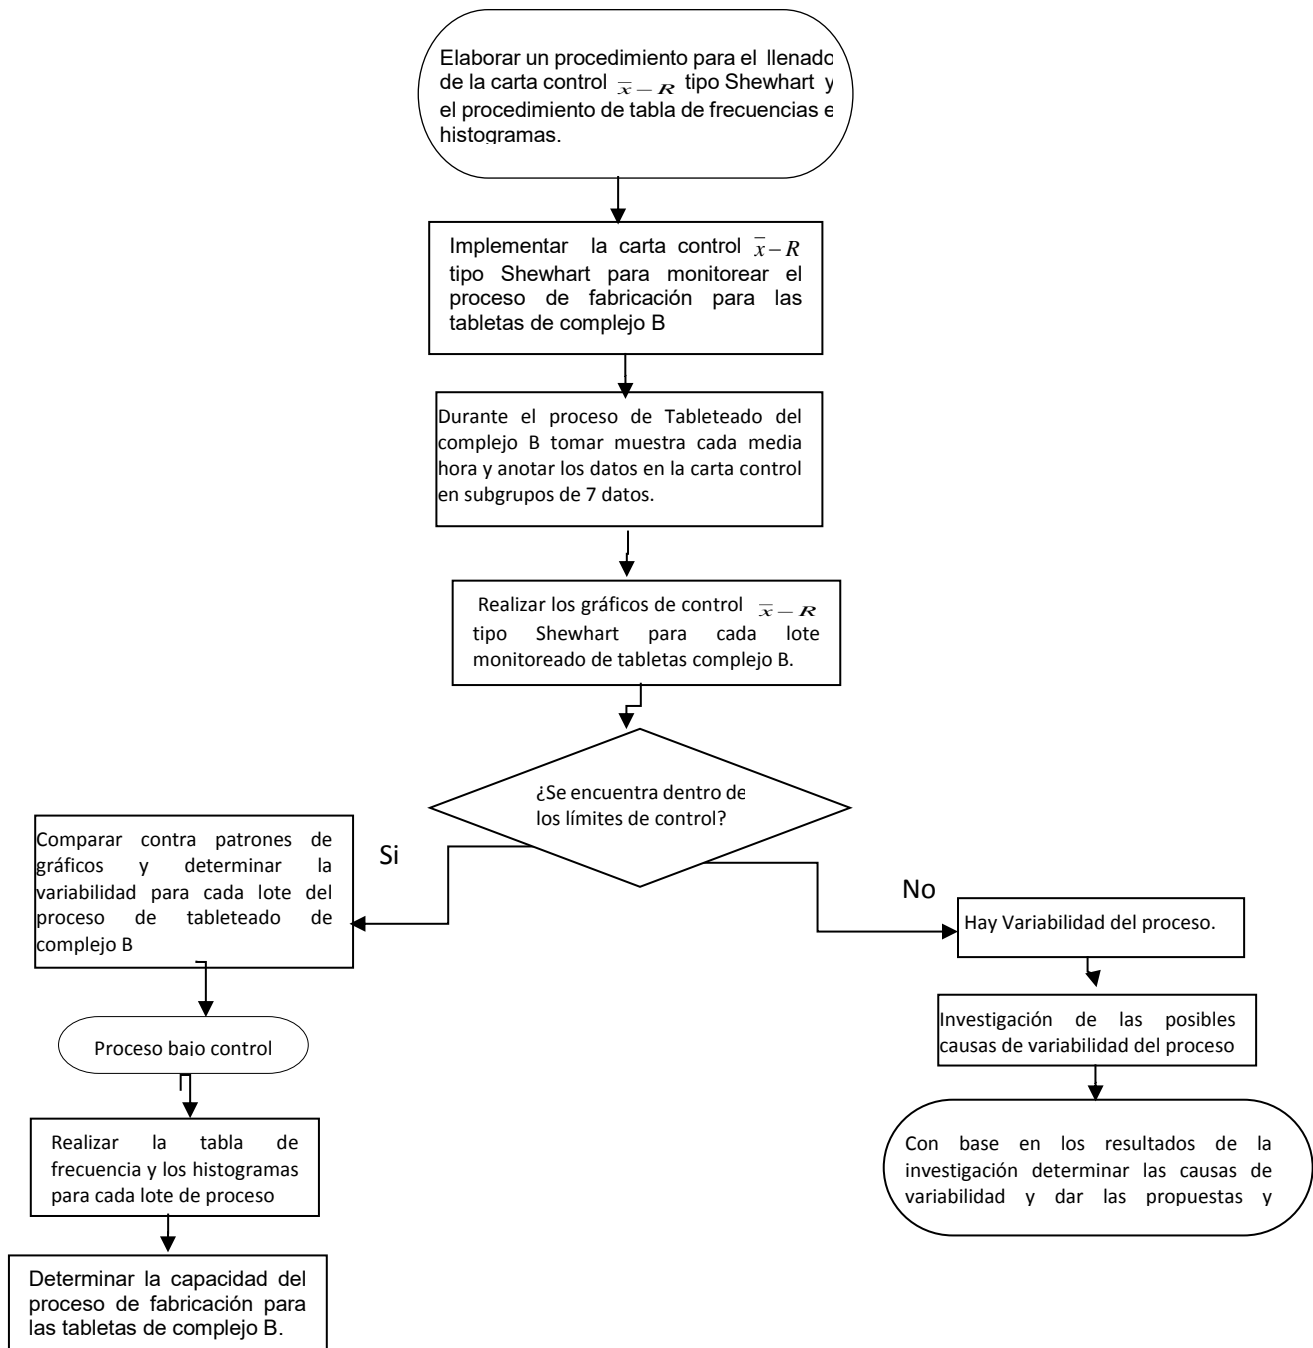 Elaborar un procedimiento para el llenado
de la carta control x̄ – R tipo Shewhart y
el procedimiento de tabla de frecuencias e
histogramas.
Implementar la carta control x̄ – R
tipo Shewhart para monitorear el
proceso de fabricación para las
tabletas de complejo B
Durante el proceso de Tableteado del
complejo B tomar muestra cada media
hora y anotar los datos en la carta control
en subgrupos de 7 datos.
Realizar los gráficos de control x̄ – R
tipo Shewhart para cada lote
monitoreado de tabletas complejo B.
¿Se encuentra dentro de
los límites de control?
Si
Comparar contra patrones de
gráficos y determinar la
variabilidad para cada lote del
proceso de tableteado de
complejo B
Proceso bajo control
Realizar la tabla de
frecuencia y los histogramas
para cada lote de proceso
Determinar la capacidad del
proceso de fabricación para
las tabletas de complejo B.
No
Hay Variabilidad del proceso.
Investigación de las posibles
causas de variabilidad del proceso
Con base en los resultados de la
investigación determinar las causas de
variabilidad y dar las propuestas y